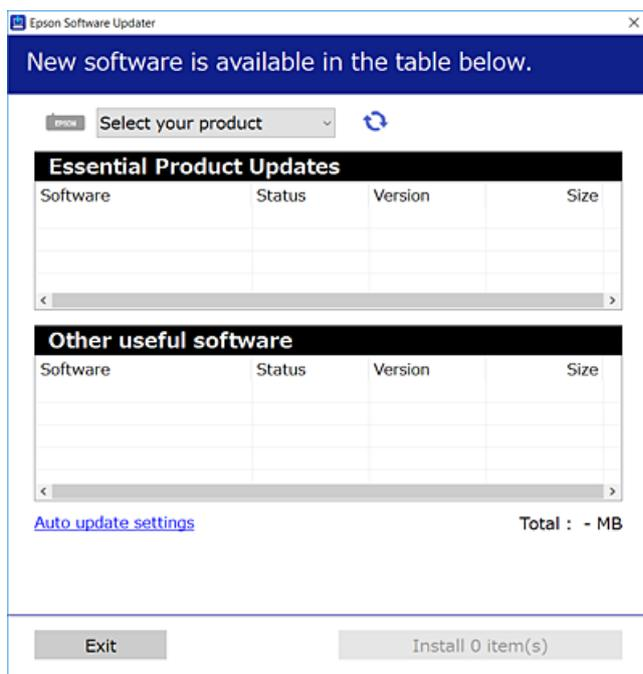 Epson Software Updater
New software is available in the table below.
EPSON Select your product
Essential Product Updates
Software Status Version Size
Other useful software
Software Status Version Size
Auto update settings Total : - MB
Exit Install 0 item(s)